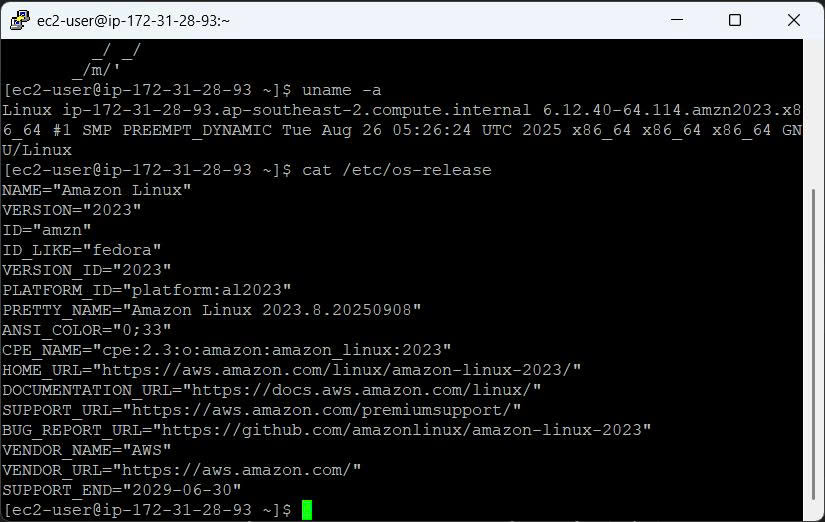 ec2-user@ip-172-31-28-93:~
_/ _/
_/m/'
[ec2-user@ip-172-31-28-93 ~]$ uname -a
Linux ip-172-31-28-93.ap-southeast-2.compute.internal 6.12.40-64.114.amzn2023.x8
6_64 #1 SMP PREEMPT_DYNAMIC Tue Aug 26 05:26:24 UTC 2025 x86_64 x86_64 x86_64 GN
U/Linux
[ec2-user@ip-172-31-28-93 ~]$ cat /etc/os-release
NAME="Amazon Linux"
VERSION="2023"
ID="amzn"
ID_LIKE="fedora"
VERSION_ID="2023"
PLATFORM_ID="platform:al2023"
PRETTY_NAME="Amazon Linux 2023.8.20250908"
ANSI_COLOR="0;33"
CPE_NAME="cpe:2.3:o:amazon:amazon_linux:2023"
HOME_URL="https://aws.amazon.com/linux/amazon-linux-2023/"
DOCUMENTATION_URL="https://docs.aws.amazon.com/linux/"
SUPPORT_URL="https://aws.amazon.com/premiumsupport/"
BUG_REPORT_URL="https://github.com/amazonlinux/amazon-linux-2023"
VENDOR_NAME="AWS"
VENDOR_URL="https://aws.amazon.com/"
SUPPORT_END="2029-06-30"
[ec2-user@ip-172-31-28-93 ~]$